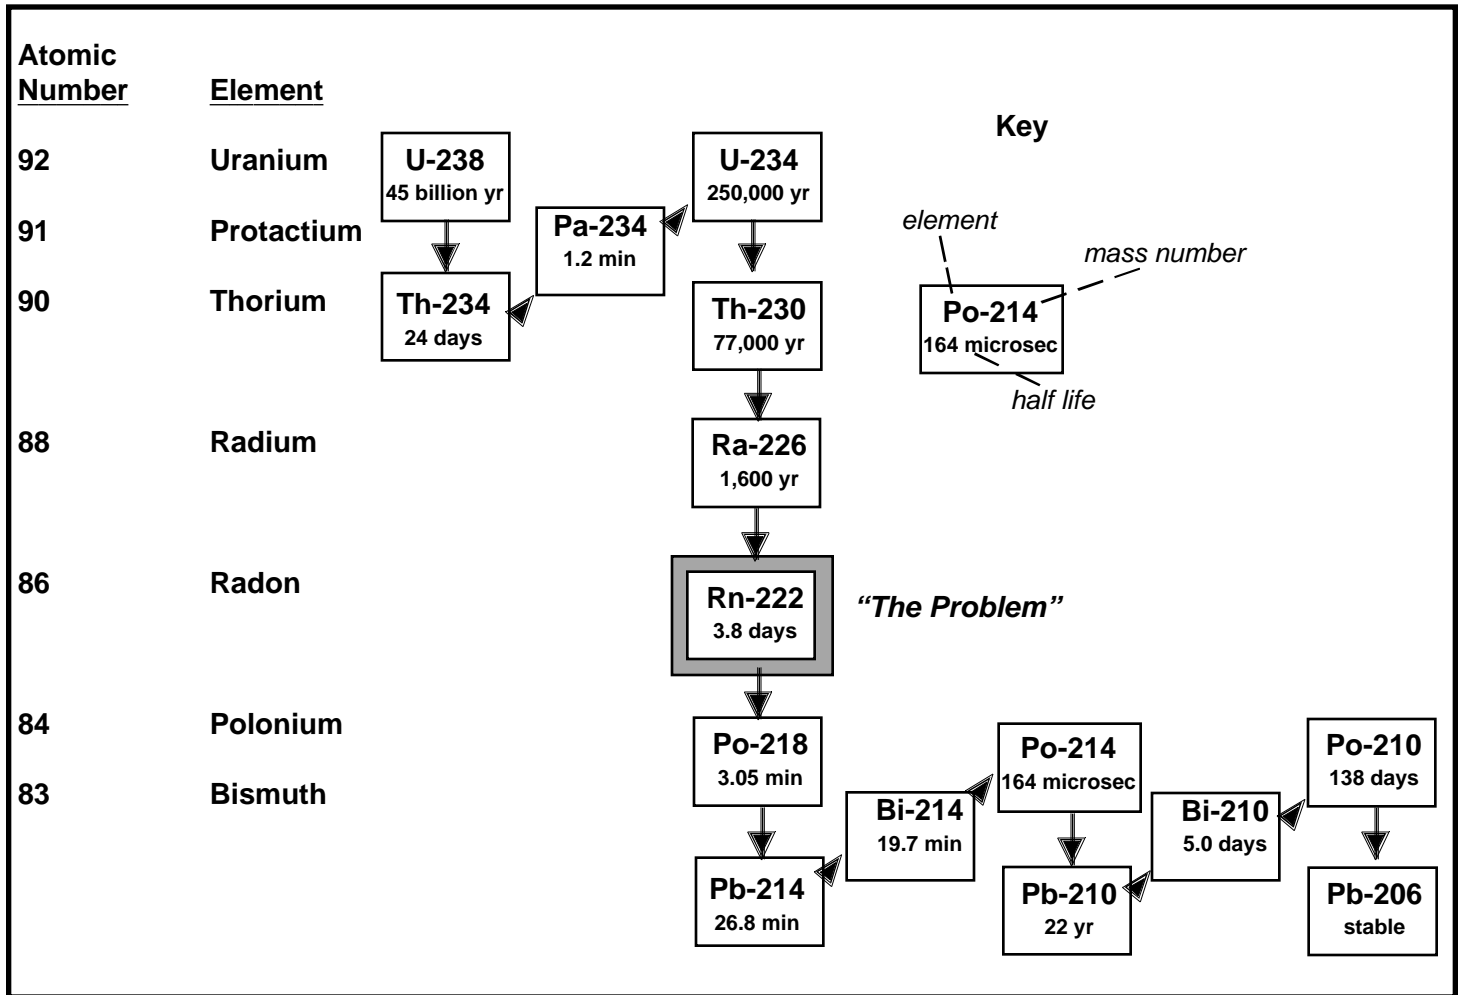 Atomic
Number
Element
Key
92
Uranium
U-238
45 billion yr
U-234
250,000 yr
91
Protactium
Pa-234
1.2 min
element
mass number
90
Thorium
Th-234
24 days
Th-230
77,000 yr
Po-214
164 microsec
half life
88
Radium
Ra-226
1,600 yr
86
Radon
Rn-222
3.8 days
“The Problem”
84
Polonium
Po-218
3.05 min
Po-214
164 microsec
Po-210
138 days
83
Bismuth
Bi-214
19.7 min
Bi-210
5.0 days
Pb-214
26.8 min
Pb-210
22 yr
Pb-206
stable